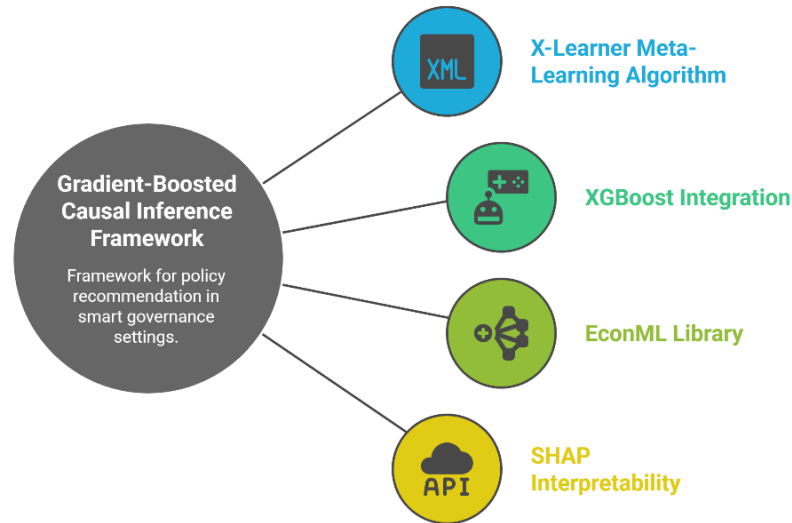 XML
X-Learner Meta-
Learning Algorithm
Gradient-Boosted
Causal Inference
Framework
Framework for policy
recommendation in
smart governance
settings.
XGBoost Integration
EconML Library
API
SHAP
Interpretability